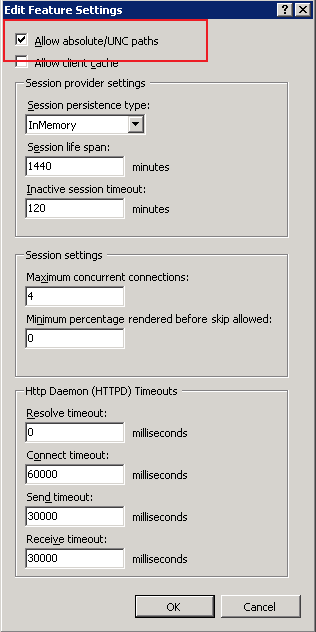 Edit Feature Settings
Allow absolute/UNC paths
Allow client cache
Session provider settings
Session persistence type:
InMemory
Session life span:
1440 minutes
Inactive session timeout:
120 minutes
Session settings
Maximum concurrent connections:
4
Minimum percentage rendered before skip allowed:
0
Http Daemon (HTTPD) Timeouts
Resolve timeout:
0 milliseconds
Connect timeout:
60000 milliseconds
Send timeout:
30000 milliseconds
Receive timeout:
30000 milliseconds
OK Cancel